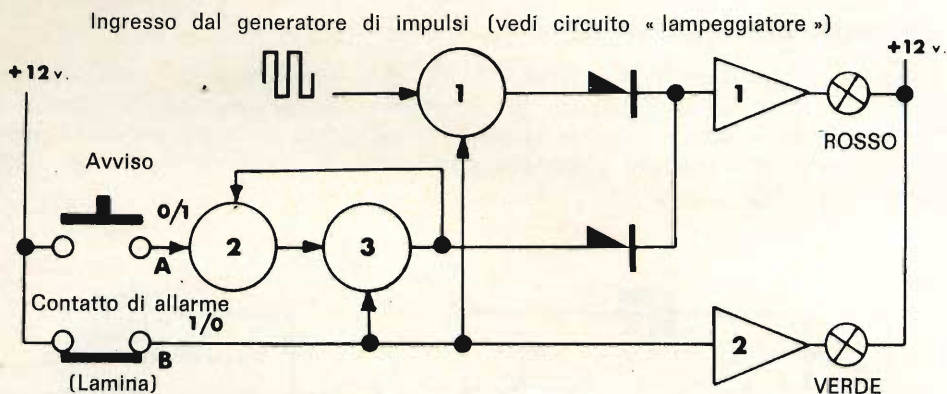 Ingresso dal generatore di impulsi (vedi circuito « lampeggiatore »)
+12 v.
+12 v.
1
1
ROSSO
Avviso
0/1
A
2
3
Contatto di allarme
1/0
B
(Lamina)
2
VERDE